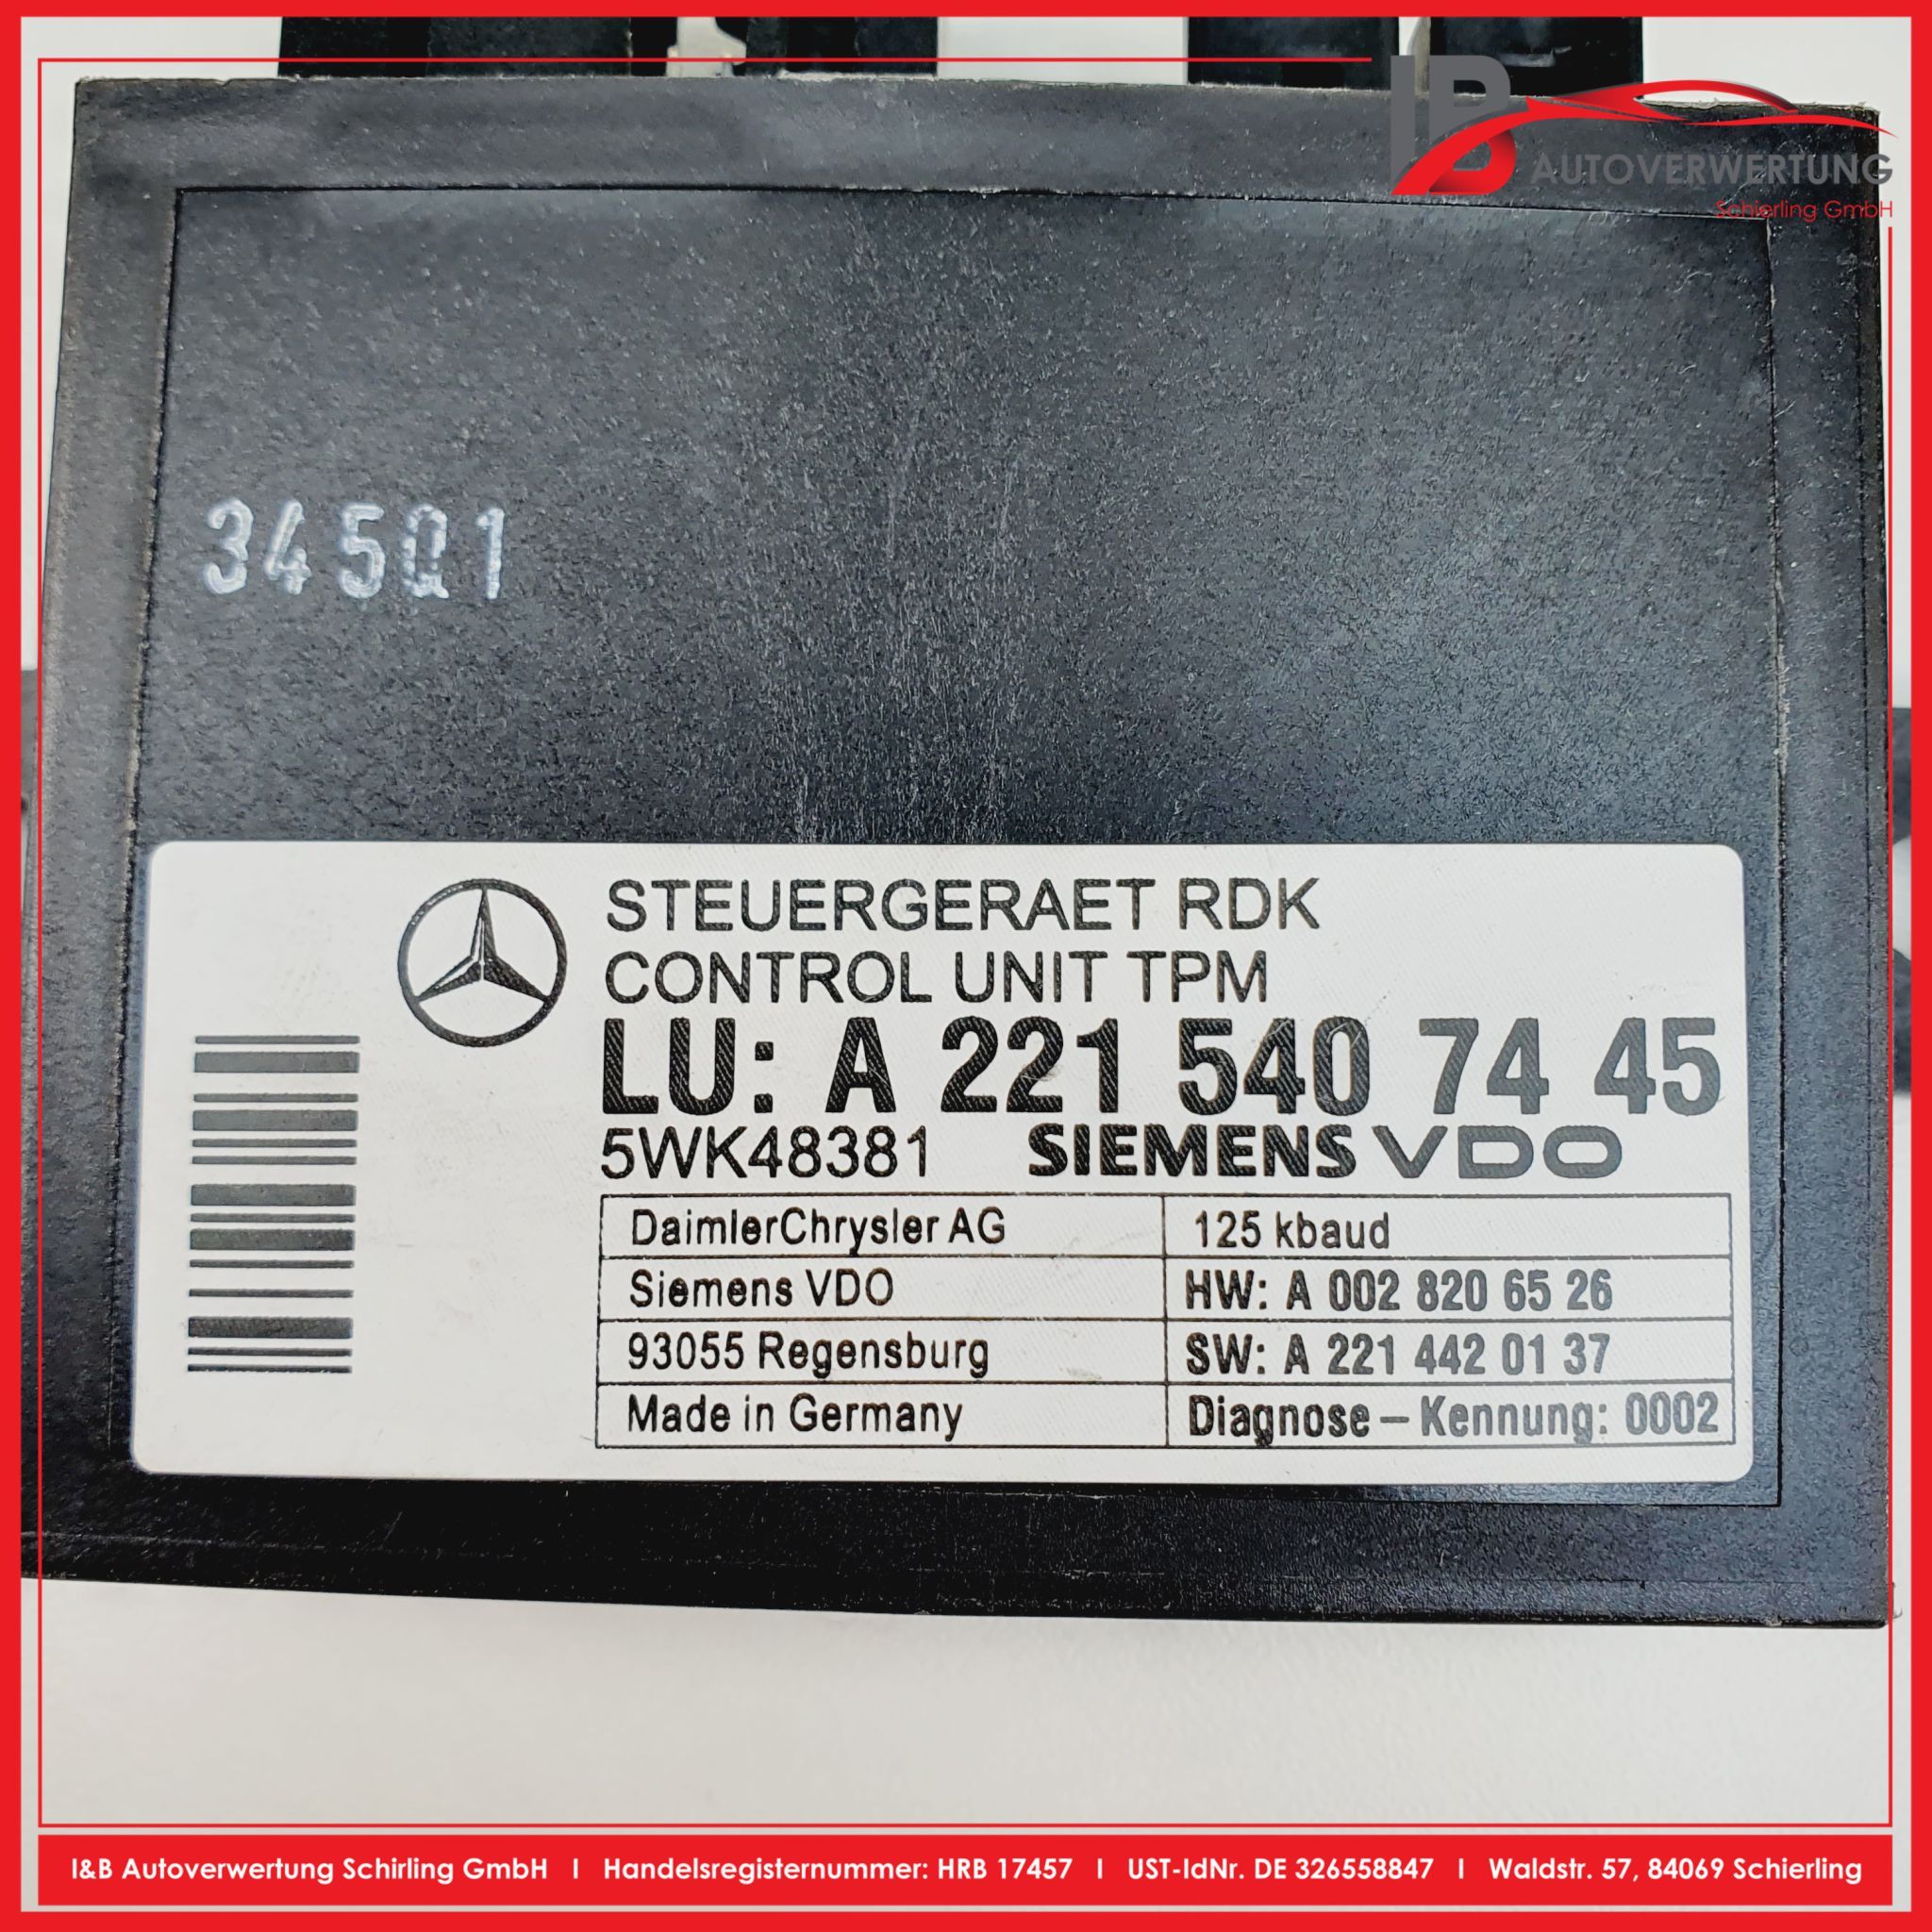 IB
AUTOVERWERTUNG
Schierling GmbH
345Q1
STEUERGERAET RDK
CONTROL UNIT TPM
LU: A 221 540 74 45
5WK48381 SIEMENS VDO
DaimlerChrysler AG 125 kbaud
Siemens VDO HW: A 002 820 65 26
93055 Regensburg SW: A 221 442 01 37
Made in Germany Diagnose – Kennung: 0002
I&B Autoverwertung Schirling GmbH I Handelsregisternummer: HRB 17457 I UST-IdNr. DE 326558847 I Waldstr. 57, 84069 Schierling